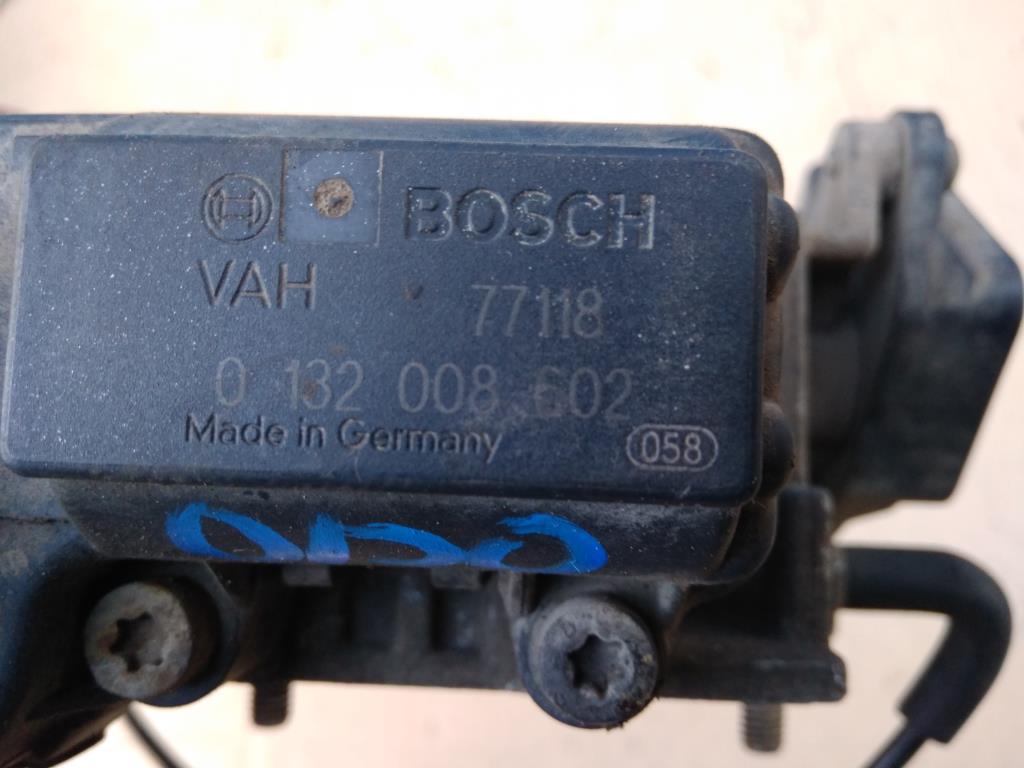 BOSCH
VAH 77118
0 132 008 602
Made in Germany 058